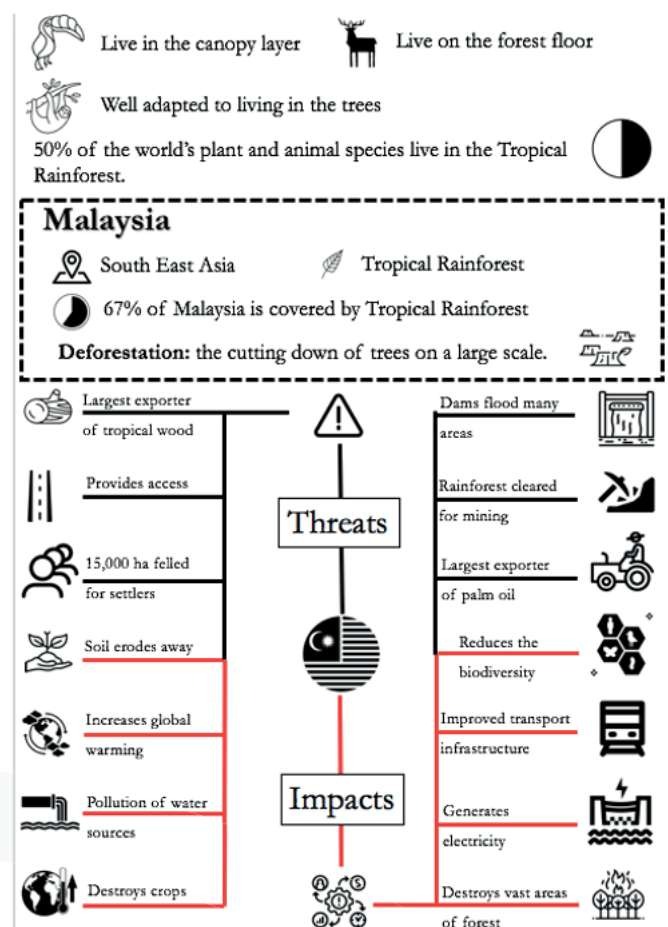 Live in the canopy layer
Live on the forest floor
Well adapted to living in the trees
50% of the world's plant and animal species live in the Tropical
Rainforest.
Malaysia
South East Asia
Tropical Rainforest
67% of Malaysia is covered by Tropical Rainforest
Deforestation: the cutting down of trees on a large scale.
Largest exporter
of tropical wood
Provides access
15,000 ha felled
for settlers
Threats
Dams flood many
areas
Rainforest cleared
for mining
Largest exporter
of palm oil
Soil erodes away
Increases global
warming
Pollution of water
sources
Destroys crops
Impacts
Reduces the
biodiversity
Improved transport
infrastructure
Generates
electricity
Destroys vast areas
of forest